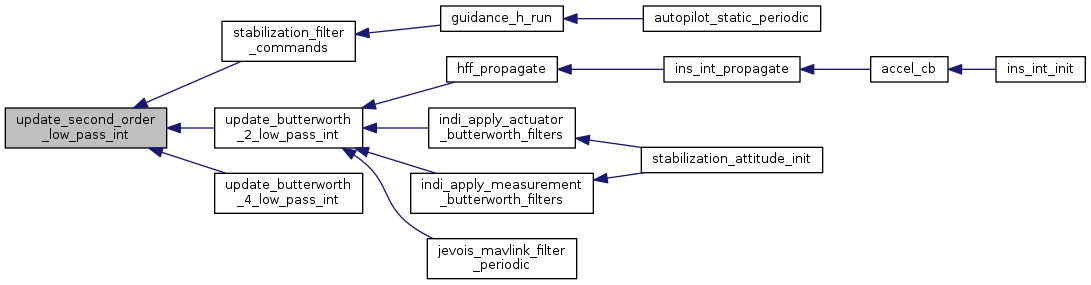 update_second_order
_low_pass_int
stabilization_filter
_commands
guidance_h_run
autopilot_static_periodic
update_butterworth
_2_low_pass_int
hff_propagate
ins_int_propagate
accel_cb
ins_int_init
indi_apply_actuator
_butterworth_filters
stabilization_attitude_init
indi_apply_measurement
_butterworth_filters
jevois_mavlink_filter
_periodic
update_butterworth
_4_low_pass_int